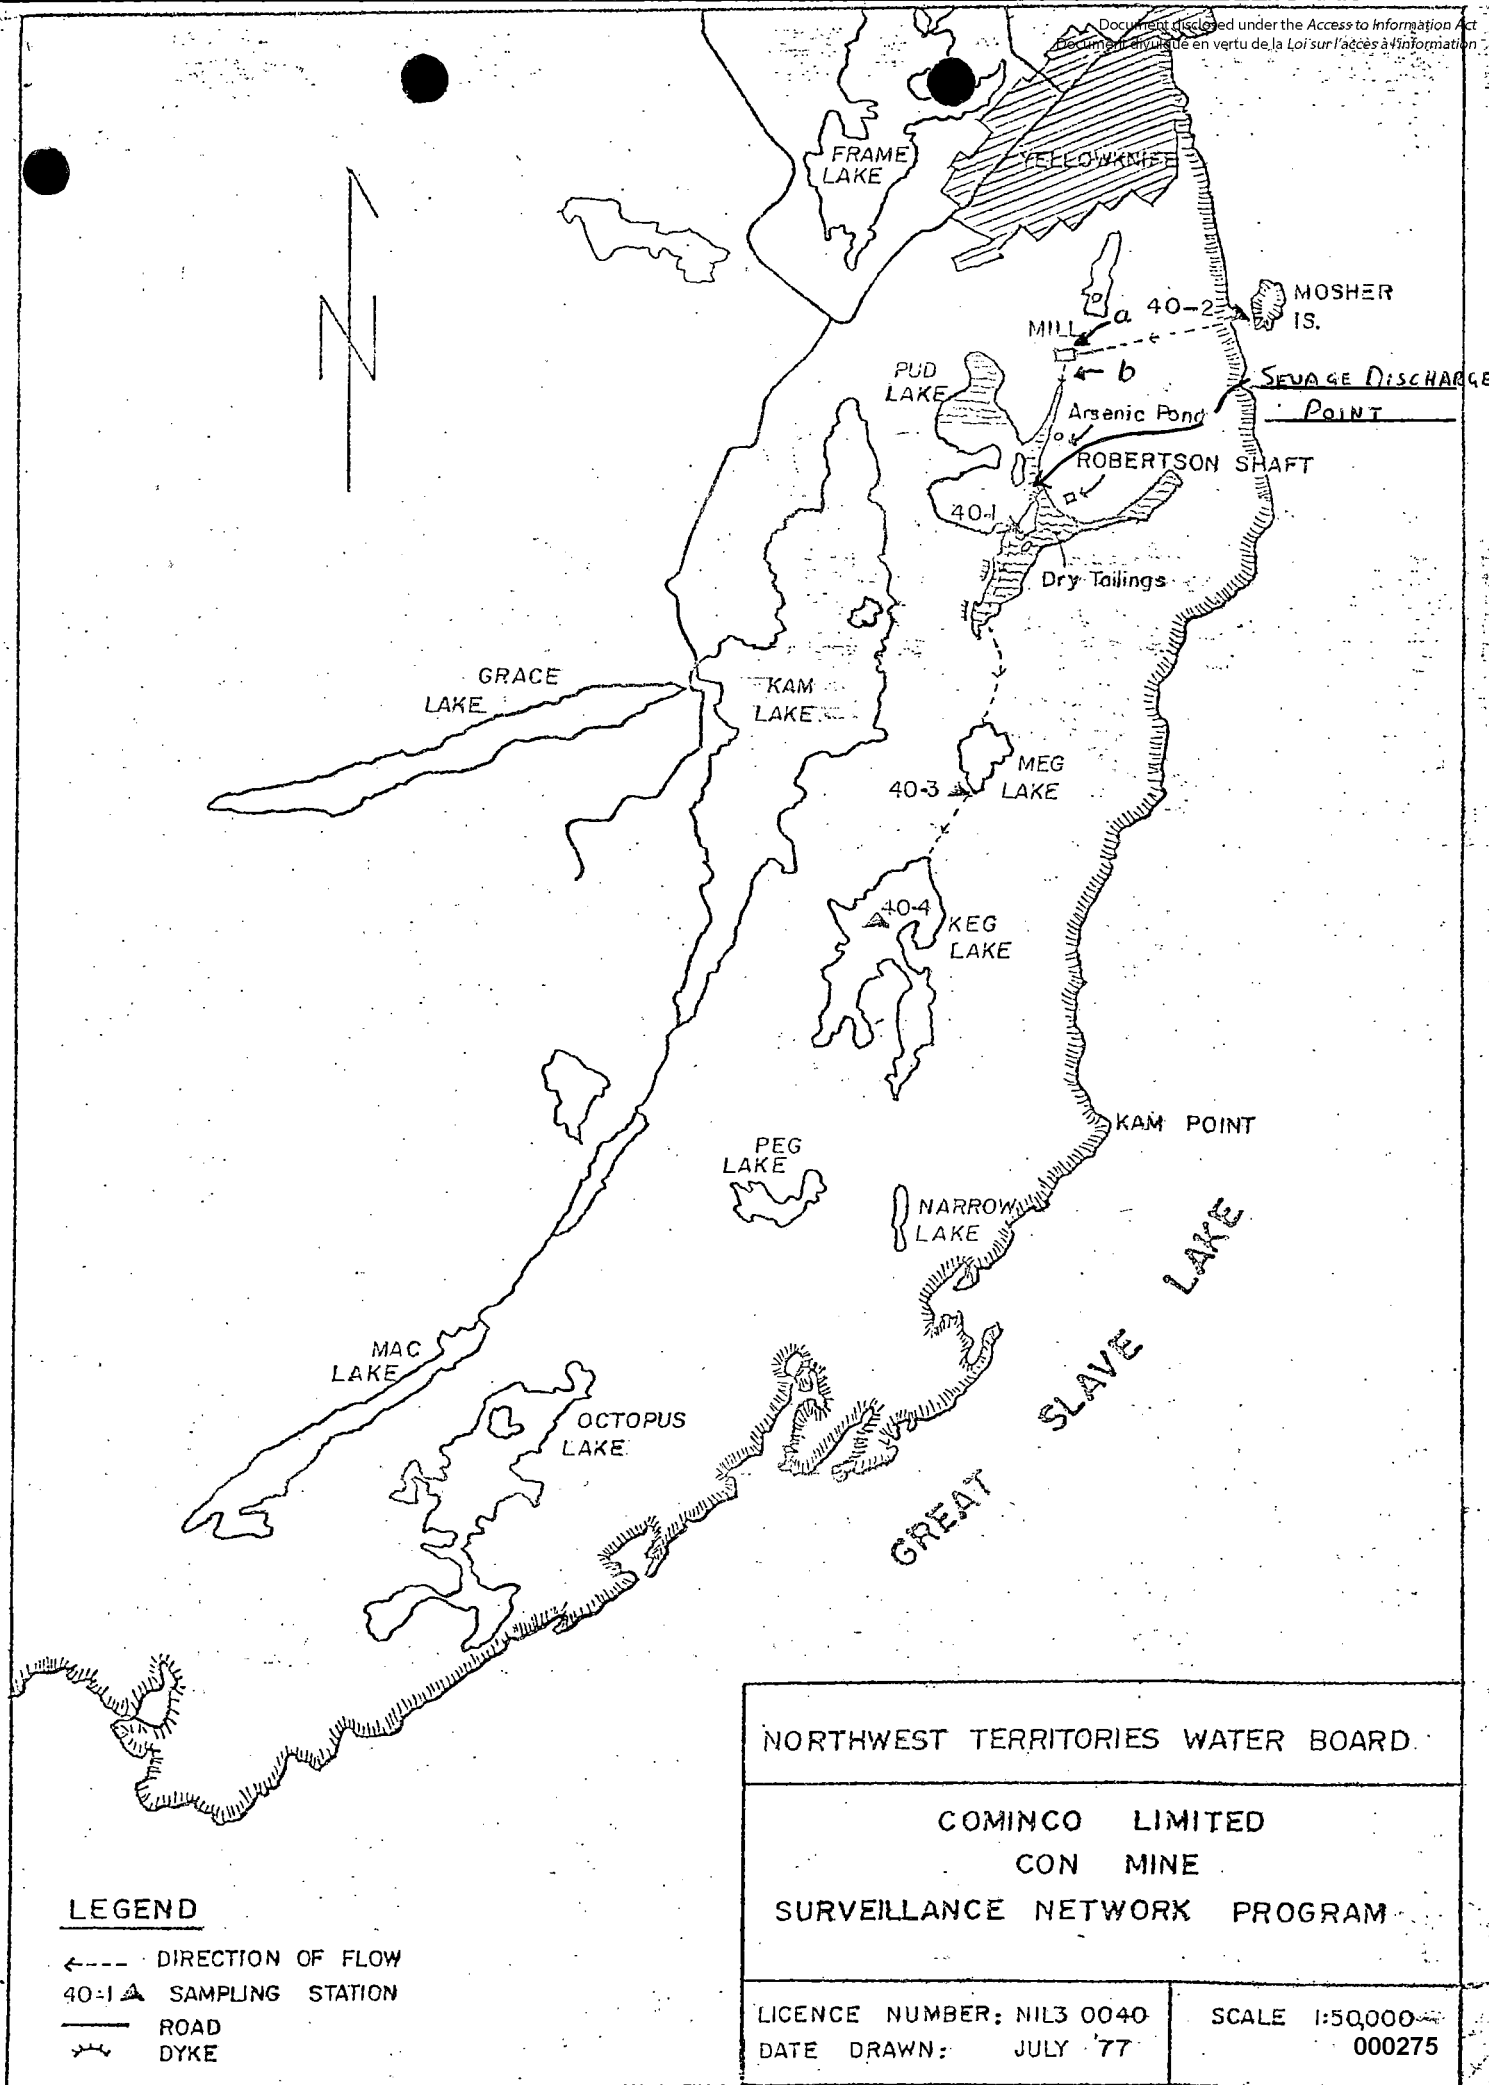 Document disclosed under the Access to Information Act
Document divulgué en vertu de la Loi sur l'accès à l'information
FRAME
LAKE
YELLOWKNIFE
MOSHER
IS.
40-2
a
MILL
b
PUD
LAKE
SEWAGE DISCHARGE
POINT
Arsenic Pond
ROBERTSON SHAFT
40-1
Dry Tailings
GRACE
LAKE
KAM
LAKE
MEG
LAKE
40-3
40-4
KEG
LAKE
KAM POINT
PEG
LAKE
NARROW
LAKE
GREAT SLAVE LAKE
MAC
LAKE
OCTOPUS
LAKE
N
NORTHWEST TERRITORIES WATER BOARD
COMINCO LIMITED
CON MINE
SURVEILLANCE NETWORK PROGRAM
LICENCE NUMBER: N1L3 0040
DATE DRAWN: JULY '77
SCALE 1:50,000
000275
LEGEND
DIRECTION OF FLOW
40-1 SAMPLING STATION
ROAD
DYKE